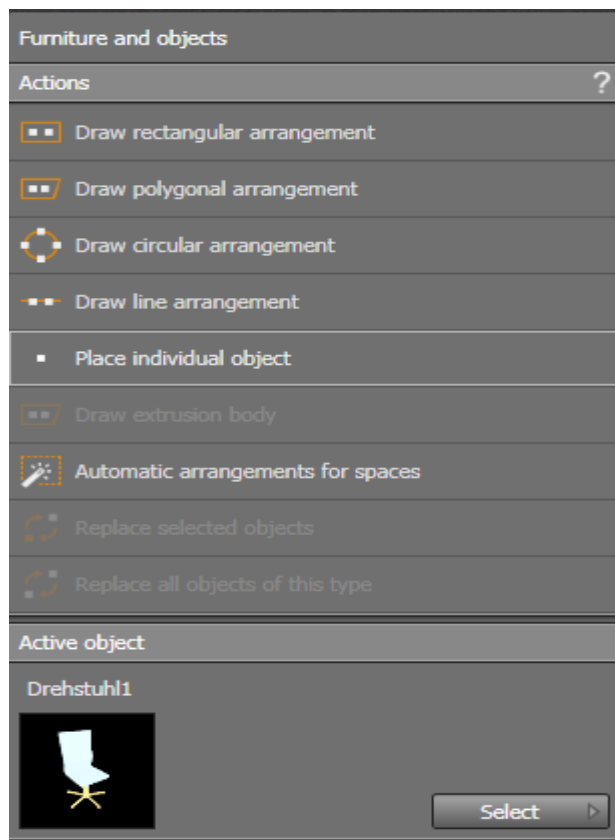 Furniture and objects
Actions ?
Draw rectangular arrangement
Draw polygonal arrangement
Draw circular arrangement
Draw line arrangement
Place individual object
Draw extrusion body
Automatic arrangements for spaces
Replace selected objects
Replace all objects of this type
Active object
Drehstuhl1
Select